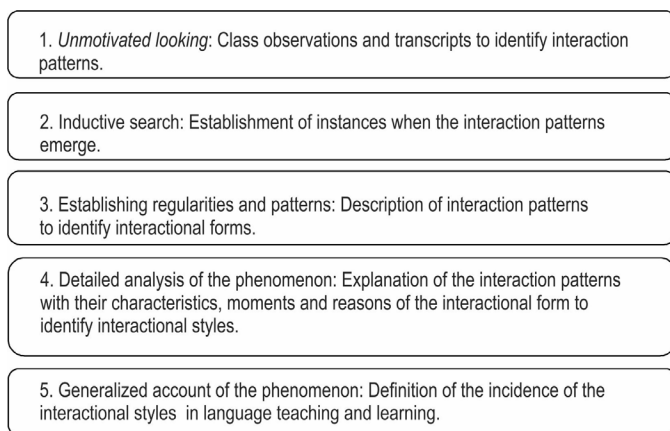 1. Unmotivated looking: Class observations and transcripts to identify interaction
patterns.
2. Inductive search: Establishment of instances when the interaction patterns
emerge.
3. Establishing regularities and patterns: Description of interaction patterns
to identify interactional forms.
4. Detailed analysis of the phenomenon: Explanation of the interaction patterns
with their characteristics, moments and reasons of the interactional form to
identify interactional styles.
5. Generalized account of the phenomenon: Definition of the incidence of the
interactional styles in language teaching and learning.